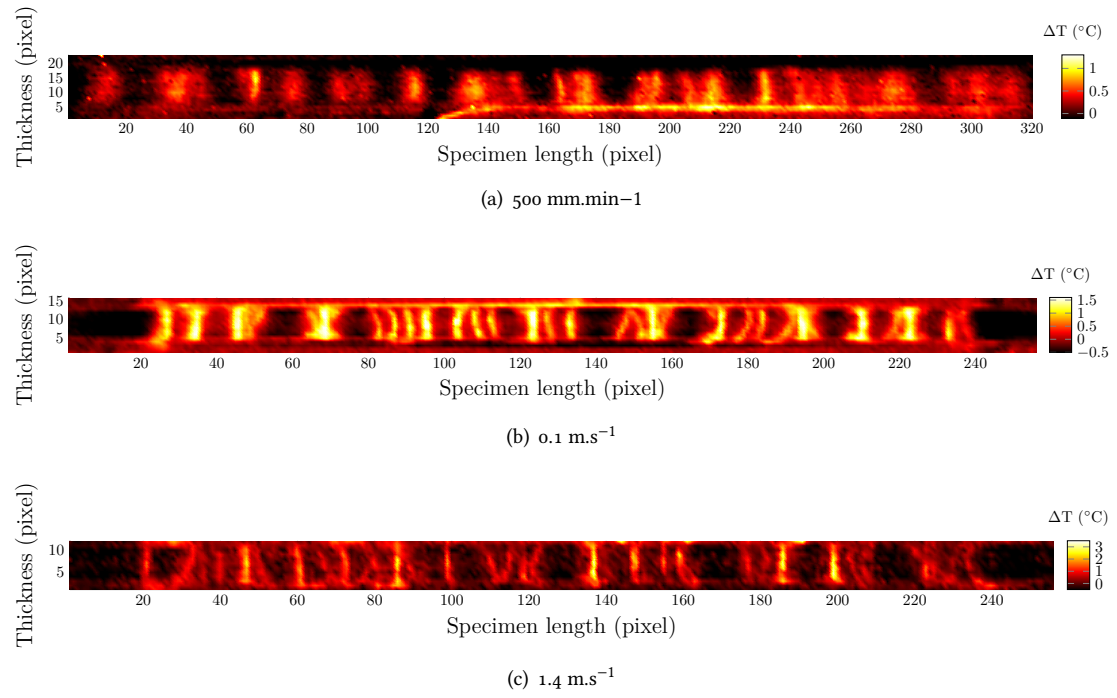 ΔT (°C)
Thickness (pixel)
20
15
10
5
1
0.5
0
20 40 60 80 100 120 140 160 180 200 220 240 260 280 300 320
Specimen length (pixel)
(a) 500 mm.min−1
ΔT (°C)
Thickness (pixel)
15
10
5
1.5
1
0.5
0
−0.5
20 40 60 80 100 120 140 160 180 200 220 240
Specimen length (pixel)
(b) 0.1 m.s⁻¹
ΔT (°C)
Thickness (pixel)
10
5
3
2
1
0
20 40 60 80 100 120 140 160 180 200 220 240
Specimen length (pixel)
(c) 1.4 m.s⁻¹